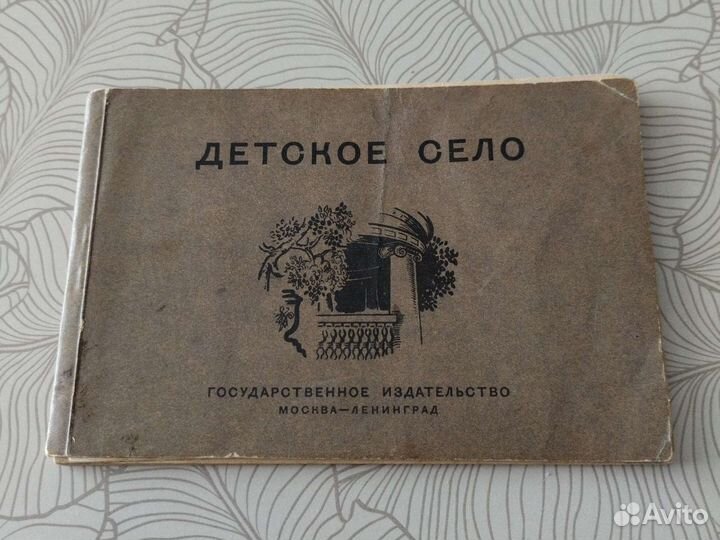 ДЕТСКОЕ СЕЛО
ГОСУДАРСТВЕННОЕ ИЗДАТЕЛЬСТВО
МОСКВА—ЛЕНИНГРАД
Avito